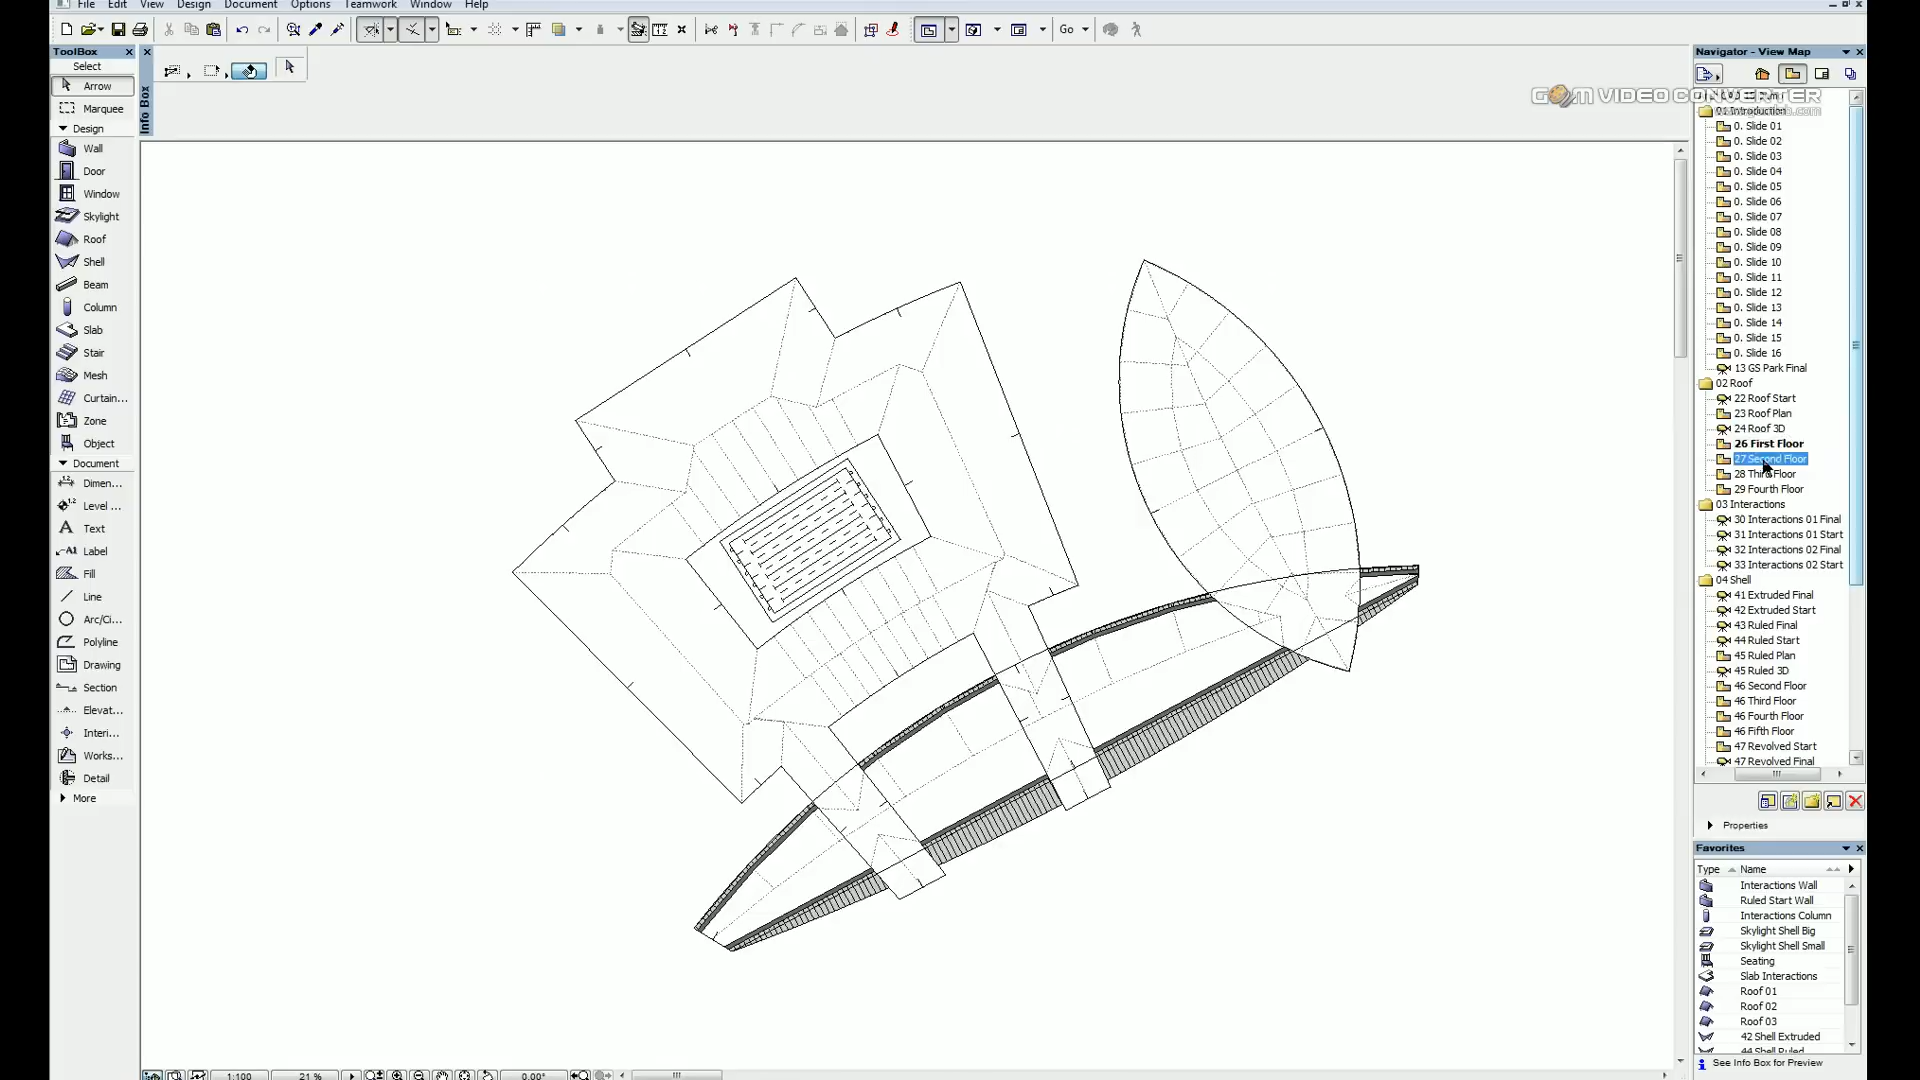 File Edit View Design Document Options Teamwork Window Help
ToolBox
Select
Arrow
Marquee
Design
Wall
Door
Window
Skylight
Roof
Shell
Beam
Column
Slab
Stair
Mesh
Curtain...
Zone
Object
Document
Dimen...
Level ...
Text
Label
Fill
Line
Arc/Ci...
Polyline
Drawing
Section
Elevat...
Interi...
Works...
Detail
More
Info Box
Go
1:100
21 %
0.00°
Navigator - View Map
GOM VIDEO CONVERTER
01 Introduction
0. Slide 01
0. Slide 02
0. Slide 03
0. Slide 04
0. Slide 05
0. Slide 06
0. Slide 07
0. Slide 08
0. Slide 09
0. Slide 10
0. Slide 11
0. Slide 12
0. Slide 13
0. Slide 14
0. Slide 15
0. Slide 16
13 GS Park Final
02 Roof
22 Roof Start
23 Roof Plan
24 Roof 3D
26 First Floor
27 Second Floor
28 Third Floor
29 Fourth Floor
03 Interactions
30 Interactions 01 Final
31 Interactions 01 Start
32 Interactions 02 Final
33 Interactions 02 Start
04 Shell
41 Extruded Final
42 Extruded Start
43 Ruled Final
44 Ruled Start
45 Ruled Plan
45 Ruled 3D
46 Second Floor
46 Third Floor
46 Fourth Floor
46 Fifth Floor
47 Revolved Start
47 Revolved Final
Properties
Favorites
Type Name
Interactions Wall
Ruled Start Wall
Interactions Column
Skylight Shell Big
Skylight Shell Small
Seating
Slab Interactions
Roof 01
Roof 02
Roof 03
42 Shell Extruded
44 Shell Ruled
See Info Box for Preview